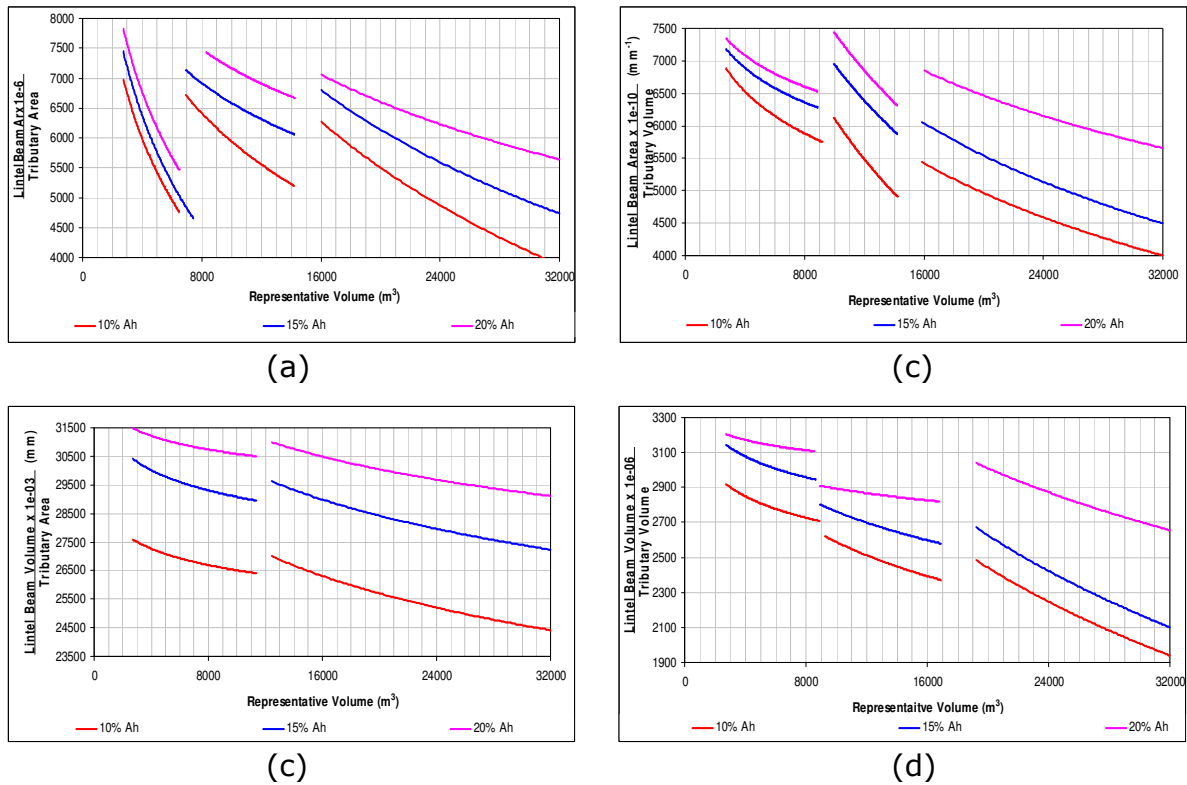 8000
7500
7000
6500
6000
5500
5000
4500
4000
Lintel Beam Arx1e-6
Tributary Area
0 8000 16000 24000 32000
Representative Volume (m³)
10% Ah 15% Ah 20% Ah
(a)
7500
7000
6500
6000
5500
5000
4500
4000
Lintel Beam Area x 1e-10 (mm⁻¹)
Tributary Volume
0 8000 16000 24000 32000
Representative Volume (m³)
10% Ah 15% Ah 20% Ah
(c)
31500
30500
29500
28500
27500
26500
25500
24500
23500
Lintel Beam Volume x 1e-03 (mm)
Tributary Area
0 8000 16000 24000 32000
Representative Volume (m³)
10% Ah 15% Ah 20% Ah
(c)
3300
3100
2900
2700
2500
2300
2100
1900
Lintel Beam Volume x 1e-06
Tributary Volume
0 8000 16000 24000 32000
Representaitve Volume (m³)
10% Ah 15% Ah 20% Ah
(d)